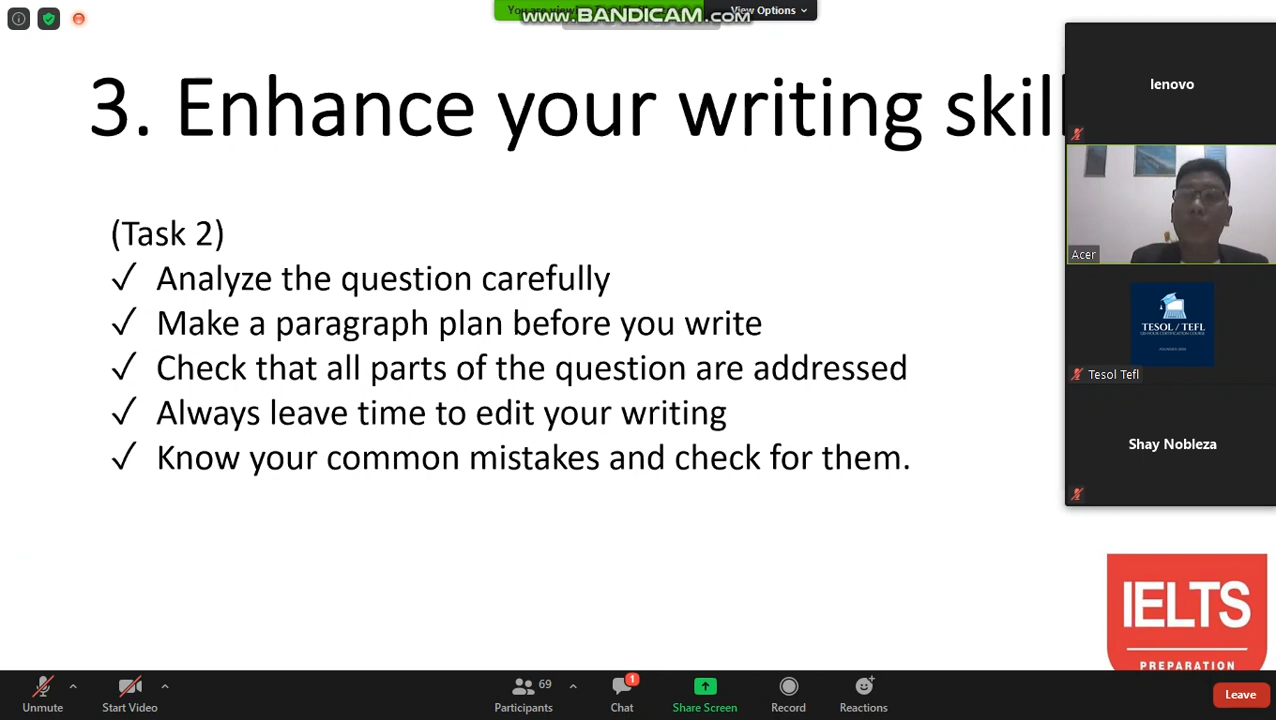 www.BANDICAM.com
View Options
3. Enhance your writing skil
(Task 2)
✓ Analyze the question carefully
✓ Make a paragraph plan before you write
✓ Check that all parts of the question are addressed
✓ Always leave time to edit your writing
✓ Know your common mistakes and check for them.
lenovo
Acer
TESOL / TEFL
Tesol Tefl
Shay Nobleza
IELTS
PREPARATION
Unmute
Start Video
69
Participants
1
Chat
Share Screen
Record
Reactions
Leave